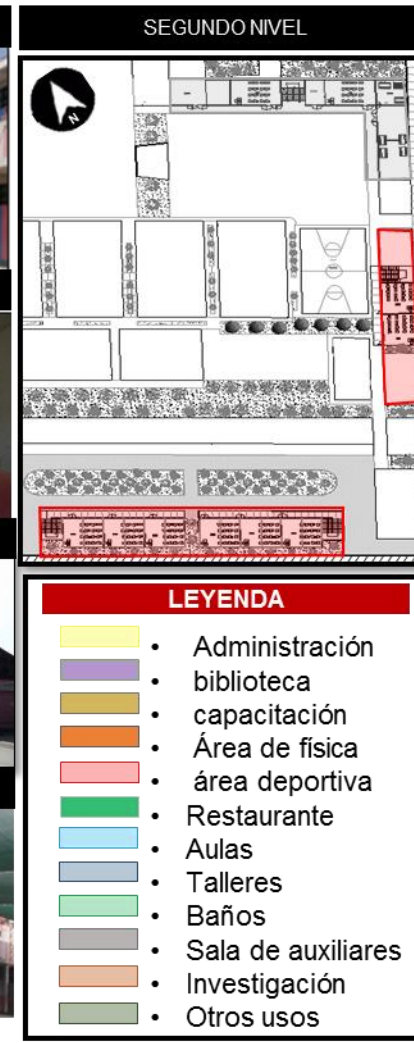 SEGUNDO NIVEL
N
LEYENDA
• Administración
• biblioteca
• capacitación
• Área de física
• área deportiva
• Restaurante
• Aulas
• Talleres
• Baños
• Sala de auxiliares
• Investigación
• Otros usos